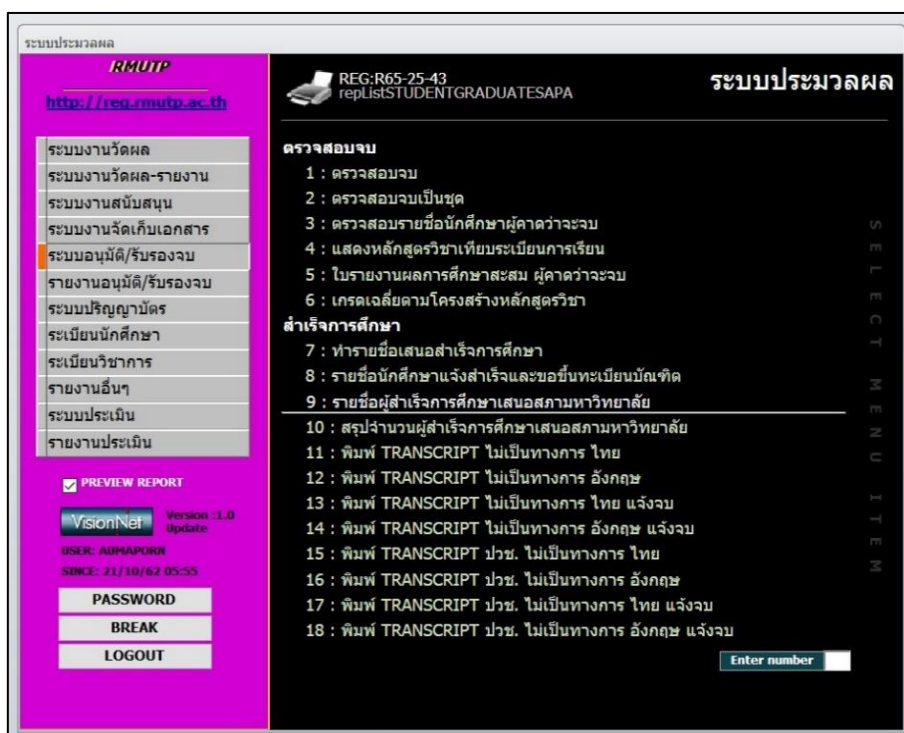 ระบบประมวลผล
RMUTP
http://reg.rmutp.ac.th
ระบบงานวัดผล
ระบบงานวัดผล-รายงาน
ระบบงานสนับสนุน
ระบบงานจัดเก็บเอกสาร
ระบบอนุมัติ/รับรองจบ
รายงานอนุมัติ/รับรองจบ
ระบบปริญญาบัตร
ระเบียนนักศึกษา
ระเบียนวิชาการ
รายงานอื่นๆ
ระบบประเมิน
รายงานประเมิน
PREVIEW REPORT
VisionNet
Version :1.0
Update
USER: AUMAPORN
SINCE: 21/10/62 05:55
PASSWORD
BREAK
LOGOUT
REG:R65-25-43
repListSTUDENTGRADUATESAPA
ระบบประมวลผล
ตรวจสอบจบ
1 : ตรวจสอบจบ
2 : ตรวจสอบจบเป็นชุด
3 : ตรวจสอบรายชื่อนักศึกษาผู้คาดว่าจะจบ
4 : แสดงหลักสูตรวิชาเทียบระเบียนการเรียน
5 : ใบรายงานผลการศึกษาสะสม ผู้คาดว่าจะจบ
6 : เกรดเฉลี่ยตามโครงสร้างหลักสูตรวิชา
สำเร็จการศึกษา
7 : ทำรายชื่อเสนอสำเร็จการศึกษา
8 : รายชื่อนักศึกษาแจ้งสำเร็จและขอขึ้นทะเบียนบัณฑิต
9 : รายชื่อผู้สำเร็จการศึกษาเสนอสภามหาวิทยาลัย
10 : สรุปจำนวนผู้สำเร็จการศึกษาเสนอสภามหาวิทยาลัย
11 : พิมพ์ TRANSCRIPT ไม่เป็นทางการ ไทย
12 : พิมพ์ TRANSCRIPT ไม่เป็นทางการ อังกฤษ
13 : พิมพ์ TRANSCRIPT ไม่เป็นทางการ ไทย แจ้งจบ
14 : พิมพ์ TRANSCRIPT ไม่เป็นทางการ อังกฤษ แจ้งจบ
15 : พิมพ์ TRANSCRIPT ปวช. ไม่เป็นทางการ ไทย
16 : พิมพ์ TRANSCRIPT ปวช. ไม่เป็นทางการ อังกฤษ
17 : พิมพ์ TRANSCRIPT ปวช. ไม่เป็นทางการ ไทย แจ้งจบ
18 : พิมพ์ TRANSCRIPT ปวช. ไม่เป็นทางการ อังกฤษ แจ้งจบ
Enter number
SELECT MENU ITEM